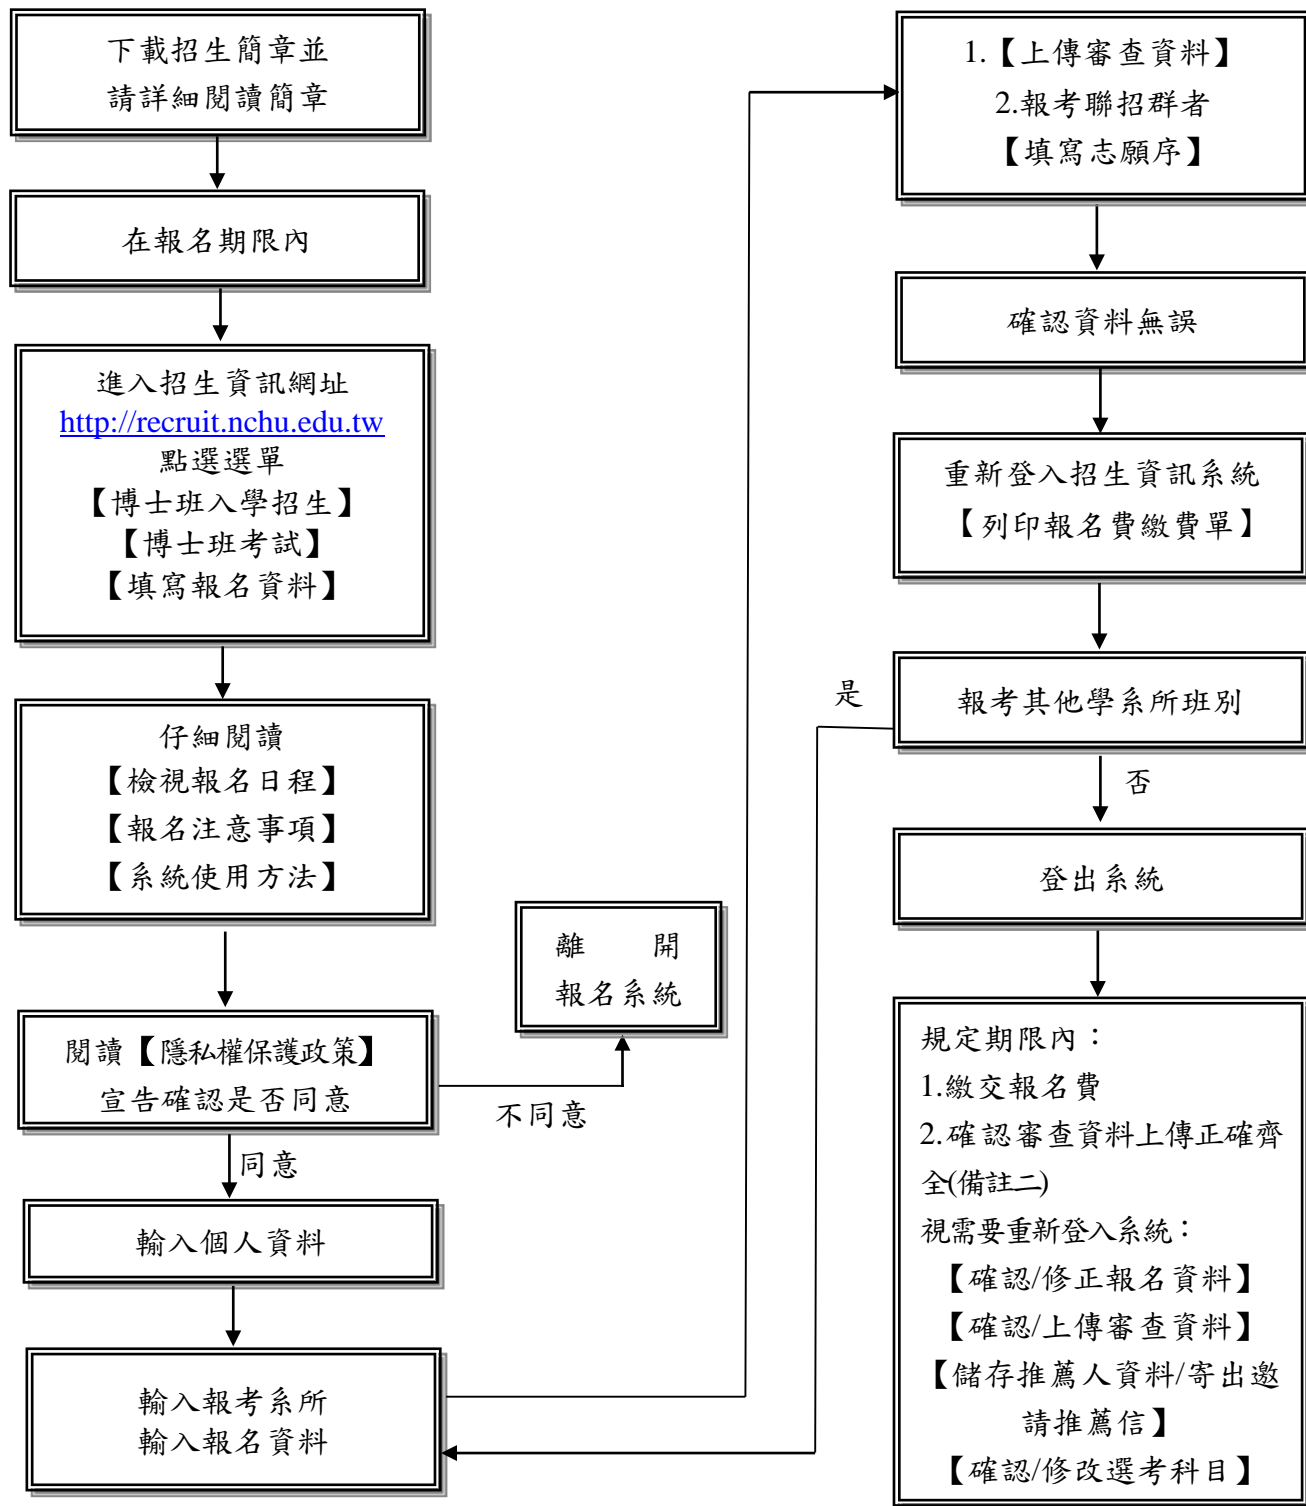 下載招生簡章並
請詳細閱讀簡章
在報名期限內
進入招生資訊網址
http://recruit.nchu.edu.tw
點選選單
【博士班入學招生】
【博士班考試】
【填寫報名資料】
仔細閱讀
【檢視報名日程】
【報名注意事項】
【系統使用方法】
閱讀【隱私權保護政策】
宣告確認是否同意
不同意
離　　開
報名系統
同意
輸入個人資料
輸入報考系所
輸入報名資料
1.【上傳審查資料】
2.報考聯招群者
【填寫志願序】
確認資料無誤
重新登入招生資訊系統
【列印報名費繳費單】
報考其他學系所班別
是
否
登出系統
規定期限內：
1.繳交報名費
2.確認審查資料上傳正確齊
全(備註二)
視需要重新登入系統：
【確認/修正報名資料】
【確認/上傳審查資料】
【儲存推薦人資料/寄出邀
請推薦信】
【確認/修改選考科目】